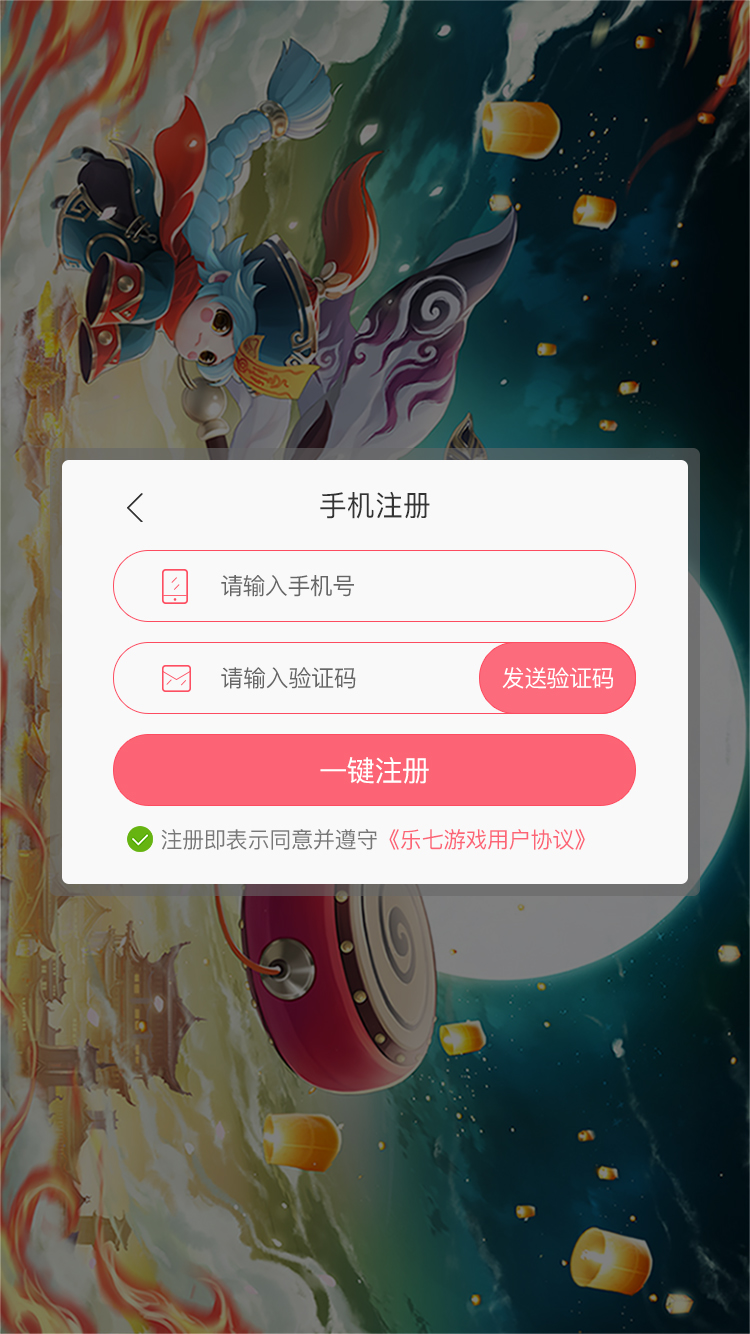 手机注册
请输入手机号
请输入验证码
发送验证码
一键注册
注册即表示同意并遵守《乐七游戏用户协议》